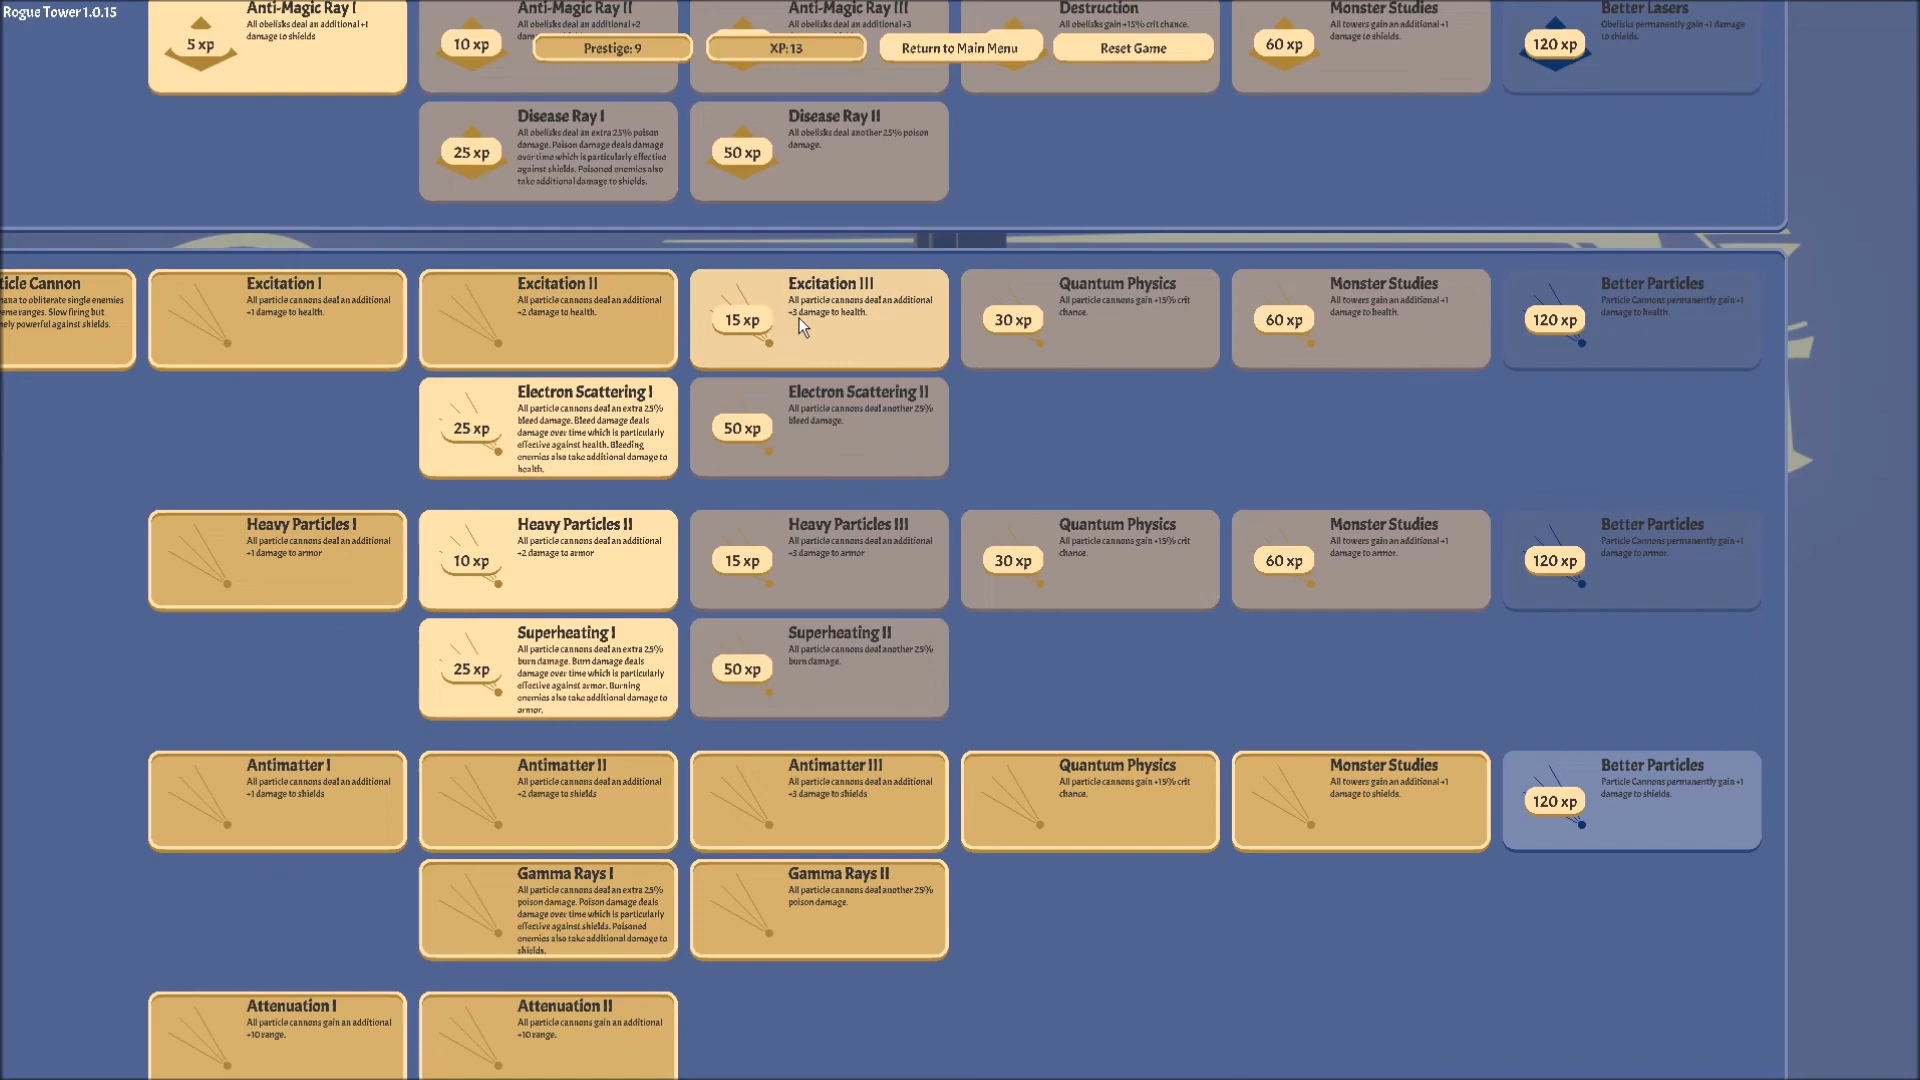 Rogue Tower 1.0.15
Anti-Magic Ray I
All obelisks deal an additional +1
damage to shields
5 xp
Anti-Magic Ray II
All obelisks deal an additional +2
10 xp
Anti-Magic Ray III
All obelisks deal an additional +3
Destruction
All obelisks gain +15% crit chance.
Monster Studies
All towers gain an additional +1
damage to shields.
60 xp
Better Lasers
Obelisks permanently gain +1 damage
to shields.
120 xp
Prestige: 9
XP: 13
Return to Main Menu
Reset Game
Disease Ray I
All obelisks deal an extra 25% poison
damage. Poison damage deals damage
over time which is particularly effective
against shields. Poisoned enemies also
take additional damage to shields.
25 xp
Disease Ray II
All obelisks deal another 25% poison
damage.
50 xp
ticle Cannon
mana to obliterate single enemies
eme ranges. Slow firing but
nely powerful against shields.
Excitation I
All particle cannons deal an additional
+1 damage to health.
Excitation II
All particle cannons deal an additional
+2 damage to health.
Excitation III
All particle cannons deal an additional
+3 damage to health.
15 xp
Quantum Physics
All particle cannons gain +15% crit
chance.
30 xp
Monster Studies
All towers gain an additional +1
damage to health.
60 xp
Better Particles
Particle Cannons permanently gain +1
damage to health.
120 xp
Electron Scattering I
All particle cannons deal an extra 25%
bleed damage. Bleed damage deals
damage over time which is particularly
effective against health. Bleeding
enemies also take additional damage to
health.
25 xp
Electron Scattering II
All particle cannons deal another 25%
bleed damage.
50 xp
Heavy Particles I
All particle cannons deal an additional
+1 damage to armor
Heavy Particles II
All particle cannons deal an additional
+2 damage to armor
10 xp
Heavy Particles III
All particle cannons deal an additional
+3 damage to armor
15 xp
Quantum Physics
All particle cannons gain +15% crit
chance.
30 xp
Monster Studies
All towers gain an additional +1
damage to armor.
60 xp
Better Particles
Particle Cannons permanently gain +1
damage to armor.
120 xp
Superheating I
All particle cannons deal an extra 25%
burn damage. Burn damage deals
damage over time which is particularly
effective against armor. Burning
enemies also take additional damage to
armor.
25 xp
Superheating II
All particle cannons deal another 25%
burn damage.
50 xp
Antimatter I
All particle cannons deal an additional
+1 damage to shields
Antimatter II
All particle cannons deal an additional
+2 damage to shields
Antimatter III
All particle cannons deal an additional
+3 damage to shields
Quantum Physics
All particle cannons gain +15% crit
chance.
Monster Studies
All towers gain an additional +1
damage to shields.
Better Particles
Particle Cannons permanently gain +1
damage to shields.
120 xp
Gamma Rays I
All particle cannons deal an extra 25%
poison damage. Poison damage deals
damage over time which is particularly
effective against shields. Poisoned
enemies also take additional damage to
shields.
Gamma Rays II
All particle cannons deal another 25%
poison damage.
Attenuation I
All particle cannons gain an additional
+10 range.
Attenuation II
All particle cannons gain an additional
+10 range.